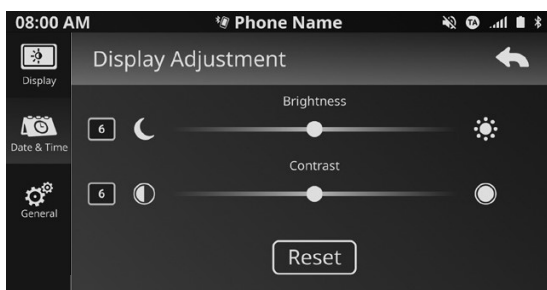 08:00 AM Phone Name TA
Display
Display Adjustment
Brightness
6
Date & Time
Contrast
6
General
Reset